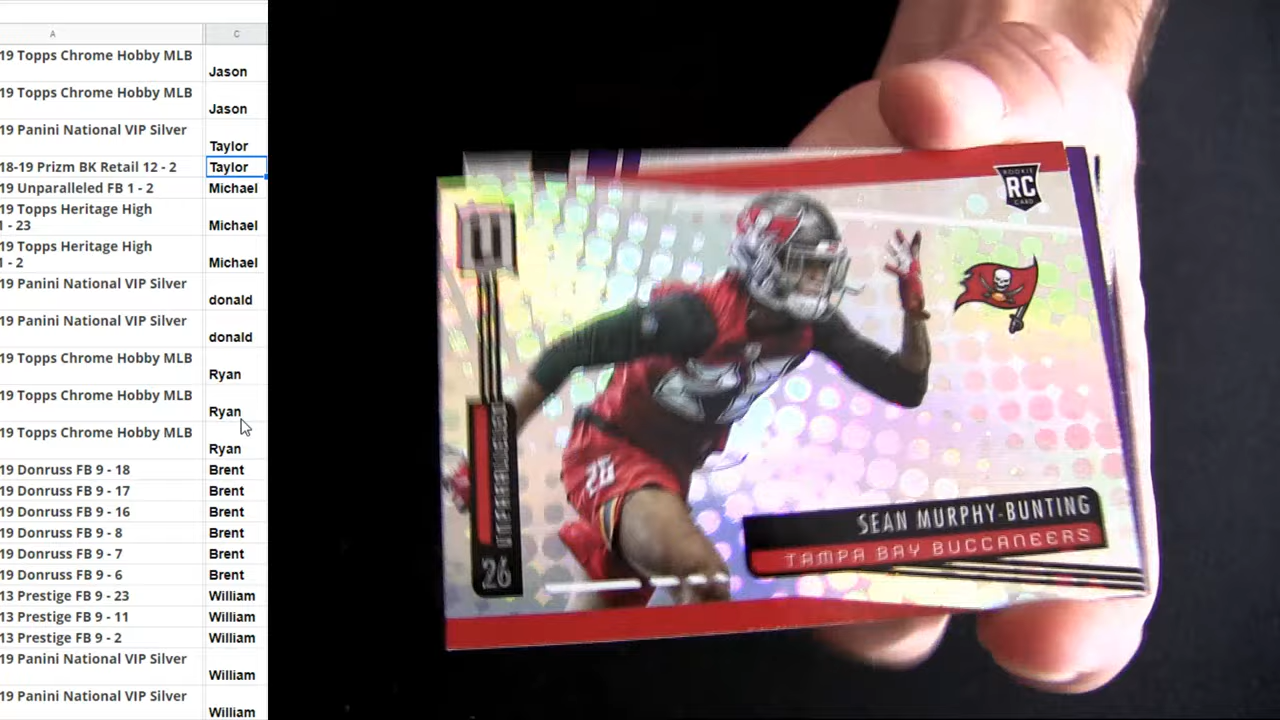 A C
19 Topps Chrome Hobby MLB
Jason
19 Topps Chrome Hobby MLB
Jason
19 Panini National VIP Silver
Taylor
18-19 Prizm BK Retail 12 - 2 Taylor
19 Unparalleled FB 1 - 2 Michael
19 Topps Heritage High
1 - 23 Michael
19 Topps Heritage High
1 - 2 Michael
19 Panini National VIP Silver
donald
19 Panini National VIP Silver
donald
19 Topps Chrome Hobby MLB
Ryan
19 Topps Chrome Hobby MLB
Ryan
19 Topps Chrome Hobby MLB
Ryan
19 Donruss FB 9 - 18 Brent
19 Donruss FB 9 - 17 Brent
19 Donruss FB 9 - 16 Brent
19 Donruss FB 9 - 8 Brent
19 Donruss FB 9 - 7 Brent
19 Donruss FB 9 - 6 Brent
13 Prestige FB 9 - 23 William
13 Prestige FB 9 - 11 William
13 Prestige FB 9 - 2 William
19 Panini National VIP Silver
William
19 Panini National VIP Silver
William
ROOKIE
RC
CARD
U
UNPARALLELED
26
26
SEAN MURPHY-BUNTING
TAMPA BAY BUCCANEERS